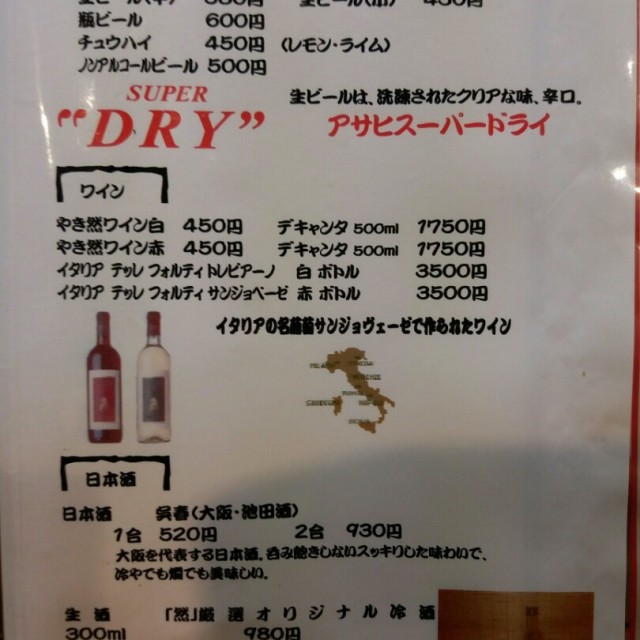 瓶ビール 600円
チュウハイ 450円 (レモン・ライム)
ノンアルコールビール 500円
SUPER
"DRY"
生ビールは、洗練されたクリアな味、辛口。
アサヒスーパードライ
ワイン
やき然ワイン白 450円 デキャンタ 500ml 1750円
やき然ワイン赤 450円 デキャンタ 500ml 1750円
イタリア テッレ フォルティ トレビアーノ 白 ボトル 3500円
イタリア テッレ フォルティ サンジョベーゼ 赤 ボトル 3500円
イタリアの名葡萄サンジョヴェーゼで作られたワイン
日本酒
日本酒 呉春(大阪・池田酒)
1合 520円 2合 930円
大阪を代表する日本酒。呑み飽きしないスッキリした味わいで、
冷やでも燗でも美味しい。
生酒 「然」厳選オリジナル冷酒
300ml 980円